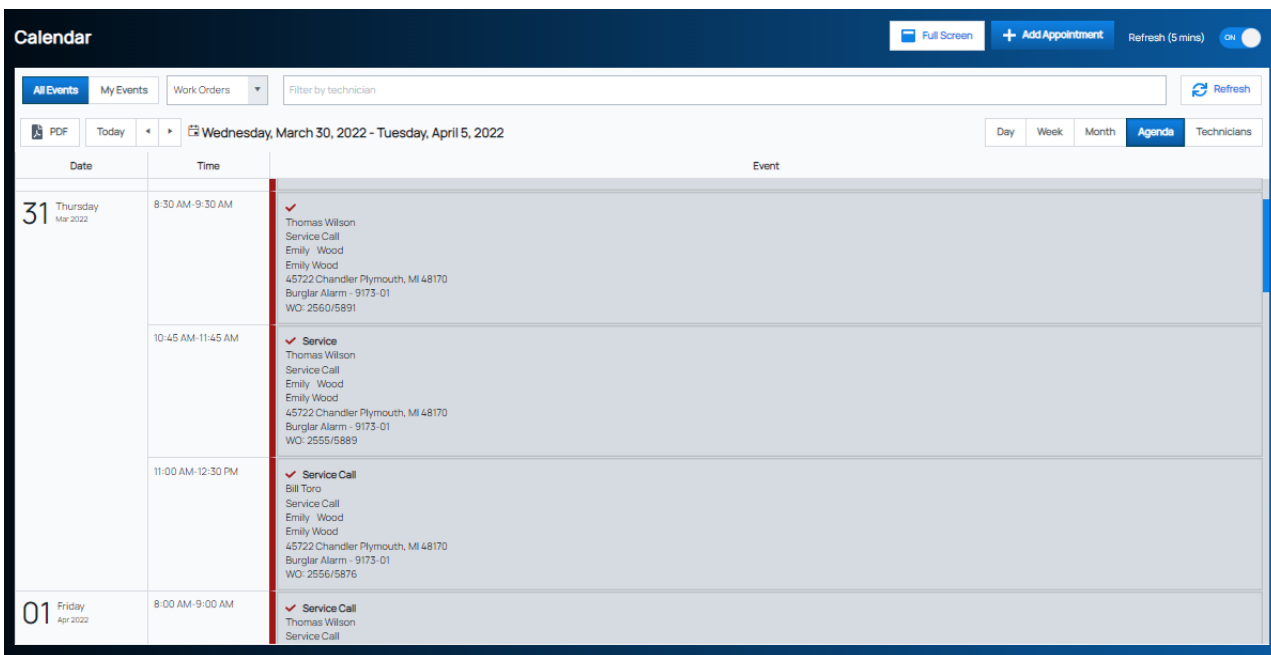 Calendar
Full Screen
+ Add Appointment
Refresh (5 mins)
ON
All Events
My Events
Work Orders
Filter by technician
Refresh
PDF
Today
Wednesday, March 30, 2022 - Tuesday, April 5, 2022
Day
Week
Month
Agenda
Technicians
Date
Time
Event
31 Thursday
Mar 2022
8:30 AM-9:30 AM
Thomas Wilson
Service Call
Emily Wood
Emily Wood
45722 Chandler Plymouth, MI 48170
Burglar Alarm - 9173-01
WO: 2560/5891
10:45 AM-11:45 AM
Service
Thomas Wilson
Service Call
Emily Wood
Emily Wood
45722 Chandler Plymouth, MI 48170
Burglar Alarm - 9173-01
WO: 2555/5889
11:00 AM-12:30 PM
Service Call
Bill Toro
Service Call
Emily Wood
Emily Wood
45722 Chandler Plymouth, MI 48170
Burglar Alarm - 9173-01
WO: 2556/5876
01 Friday
Apr 2022
8:00 AM-9:00 AM
Service Call
Thomas Wilson
Service Call